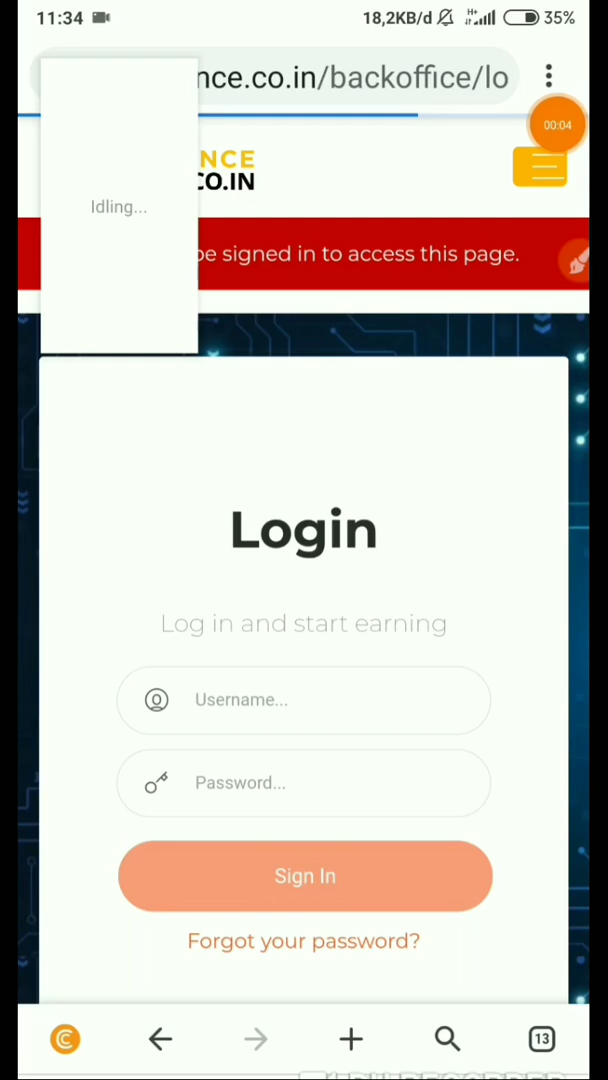 11:34 18,2KB/d H+ 35%
nce.co.in/backoffice/lo
00:04
NCE
CO.IN
Idling...
be signed in to access this page.
Login
Log in and start earning
Username...
Password...
Sign In
Forgot your password?
13